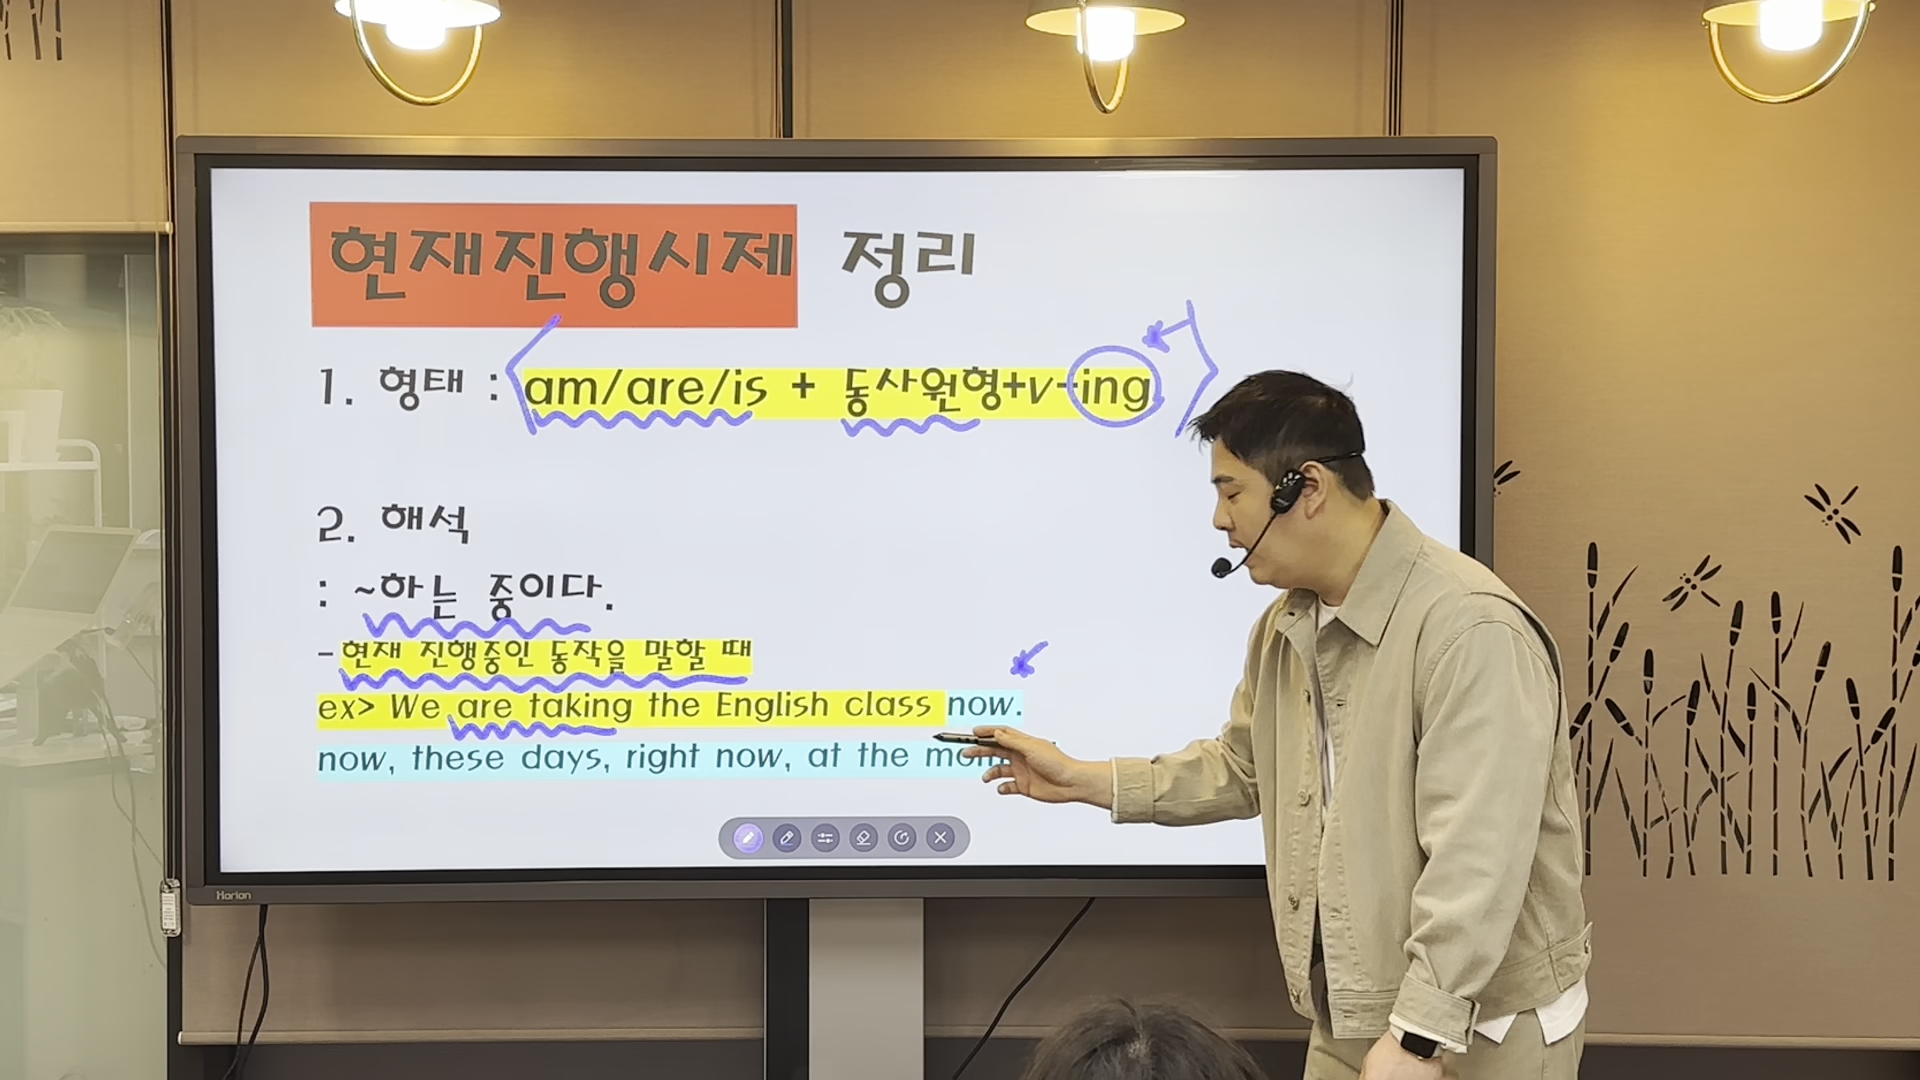 현재진행시제 정리
1. 형태 : am/are/is + 동사원형+v-ing
2. 해석
: ~하는 중이다.
-현재 진행중인 동작을 말할 때
ex> We are taking the English class now.
now, these days, right now, at the
Horion